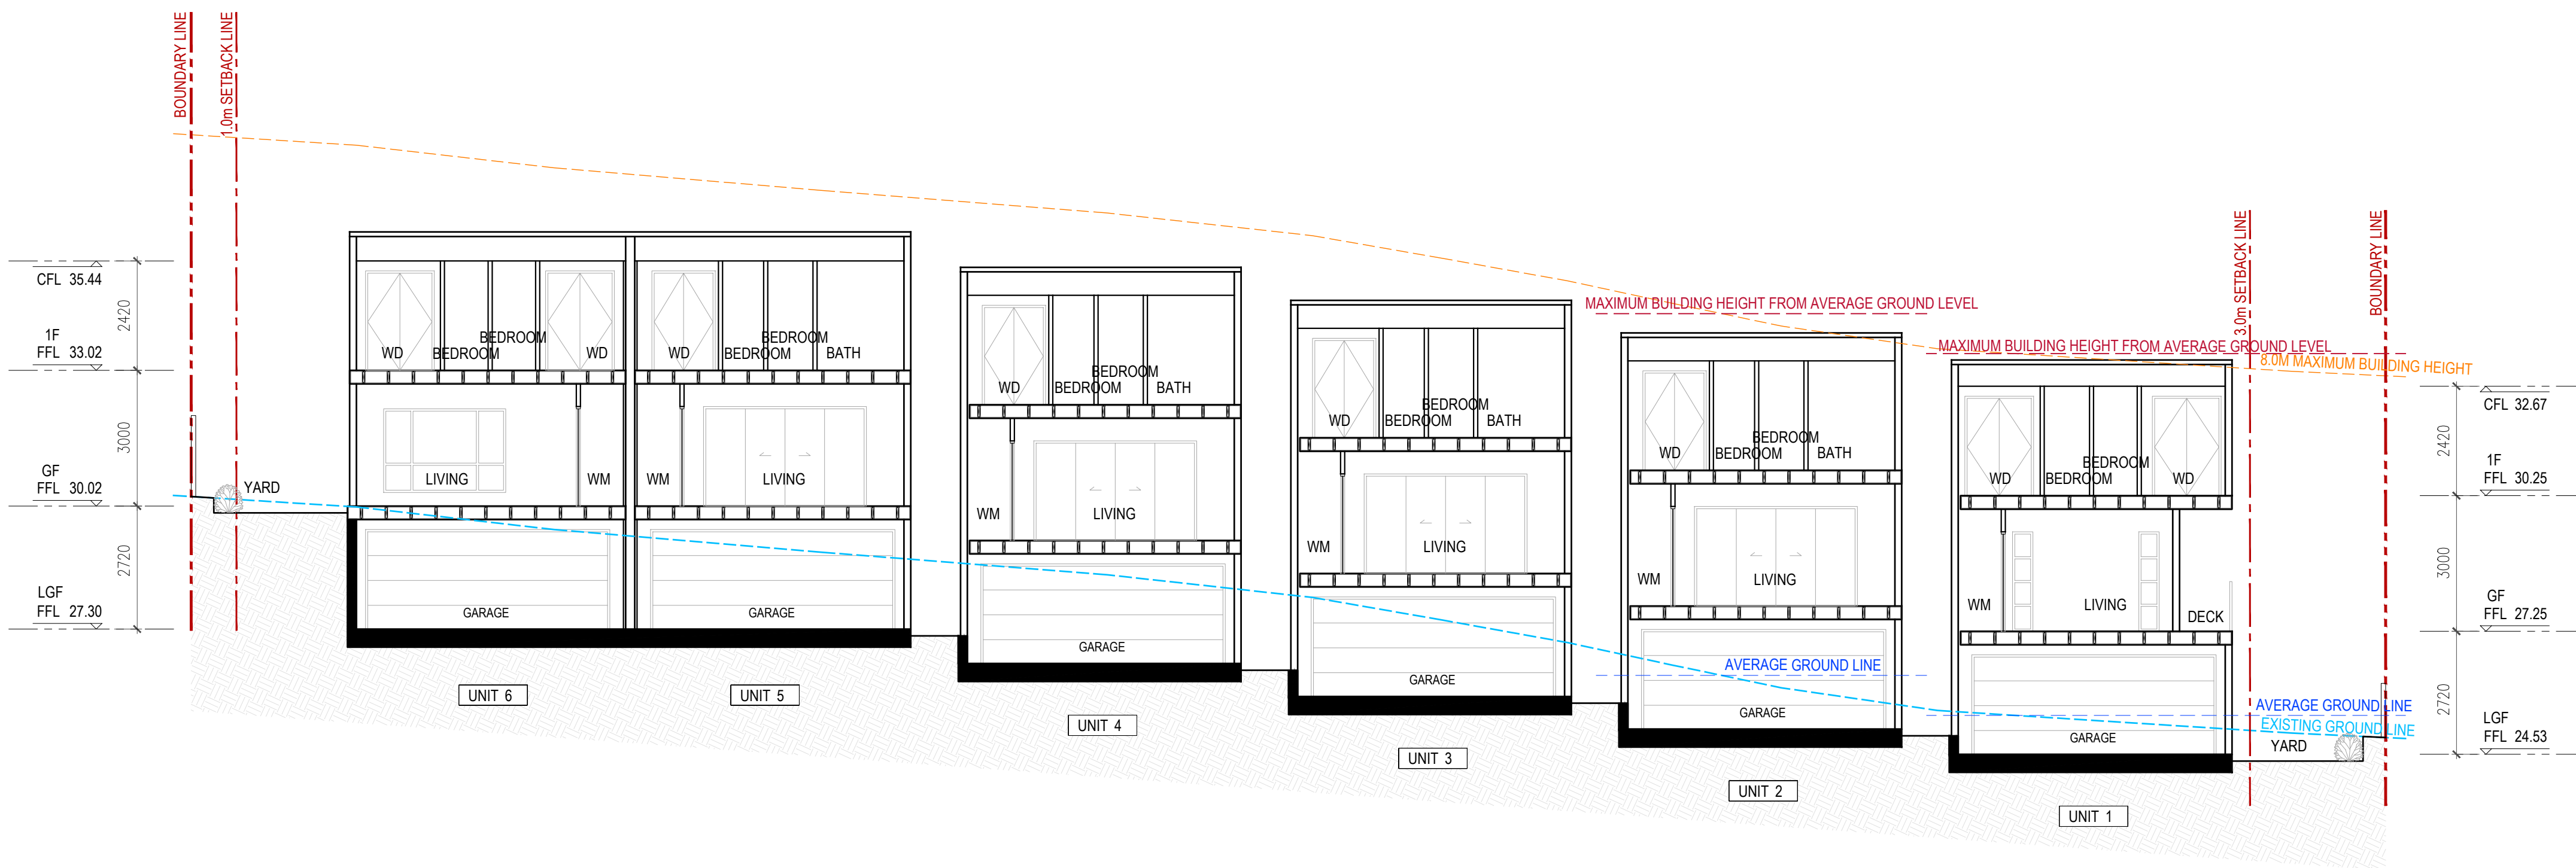 BOUNDARY LINE
1.0m SETBACK LINE
3.0m SETBACK LINE
BOUNDARY LINE
MAXIMUM BUILDING HEIGHT FROM AVERAGE GROUND LEVEL
MAXIMUM BUILDING HEIGHT FROM AVERAGE GROUND LEVEL
8.0M MAXIMUM BUILDING HEIGHT
CFL 35.44
2420
1F
FFL 33.02
3000
GF
FFL 30.02
2720
LGF
FFL 27.30
YARD
WD
BEDROOM
BEDROOM
WD
LIVING
WM
GARAGE
UNIT 6
WD
BEDROOM
BEDROOM
BATH
WM
LIVING
GARAGE
UNIT 5
WD
BEDROOM
BEDROOM
BATH
WM
LIVING
GARAGE
UNIT 4
WD
BEDROOM
BEDROOM
BATH
WM
LIVING
GARAGE
UNIT 3
WD
BEDROOM
BEDROOM
BATH
WM
LIVING
AVERAGE GROUND LINE
GARAGE
UNIT 2
WD
BEDROOM
BEDROOM
WD
WM
LIVING
DECK
GARAGE
UNIT 1
AVERAGE GROUND LINE
EXISTING GROUND LINE
YARD
CFL 32.67
2420
1F
FFL 30.25
3000
GF
FFL 27.25
2720
LGF
FFL 24.53